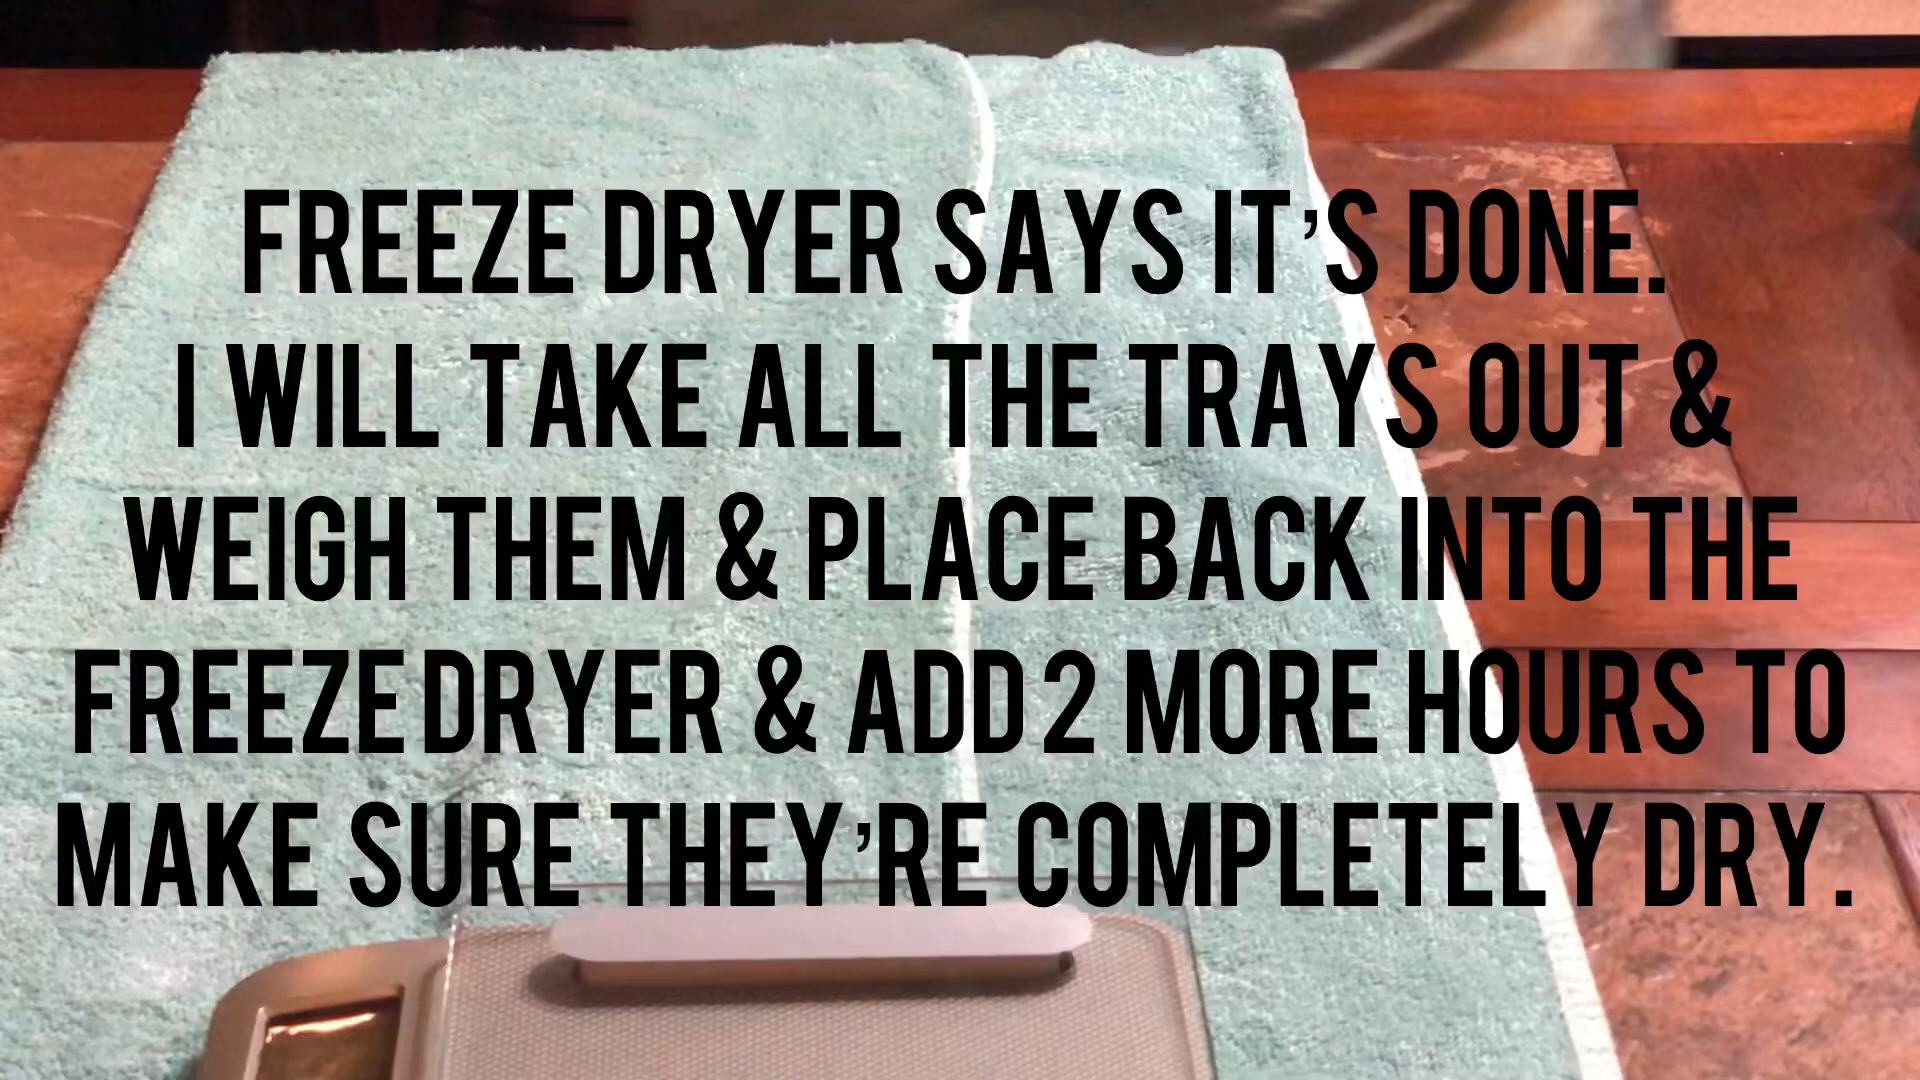 FREEZE DRYER SAYS IT'S DONE.
I WILL TAKE ALL THE TRAYS OUT &
WEIGH THEM & PLACE BACK INTO THE
FREEZE DRYER & ADD 2 MORE HOURS TO
MAKE SURE THEY'RE COMPLETELY DRY.